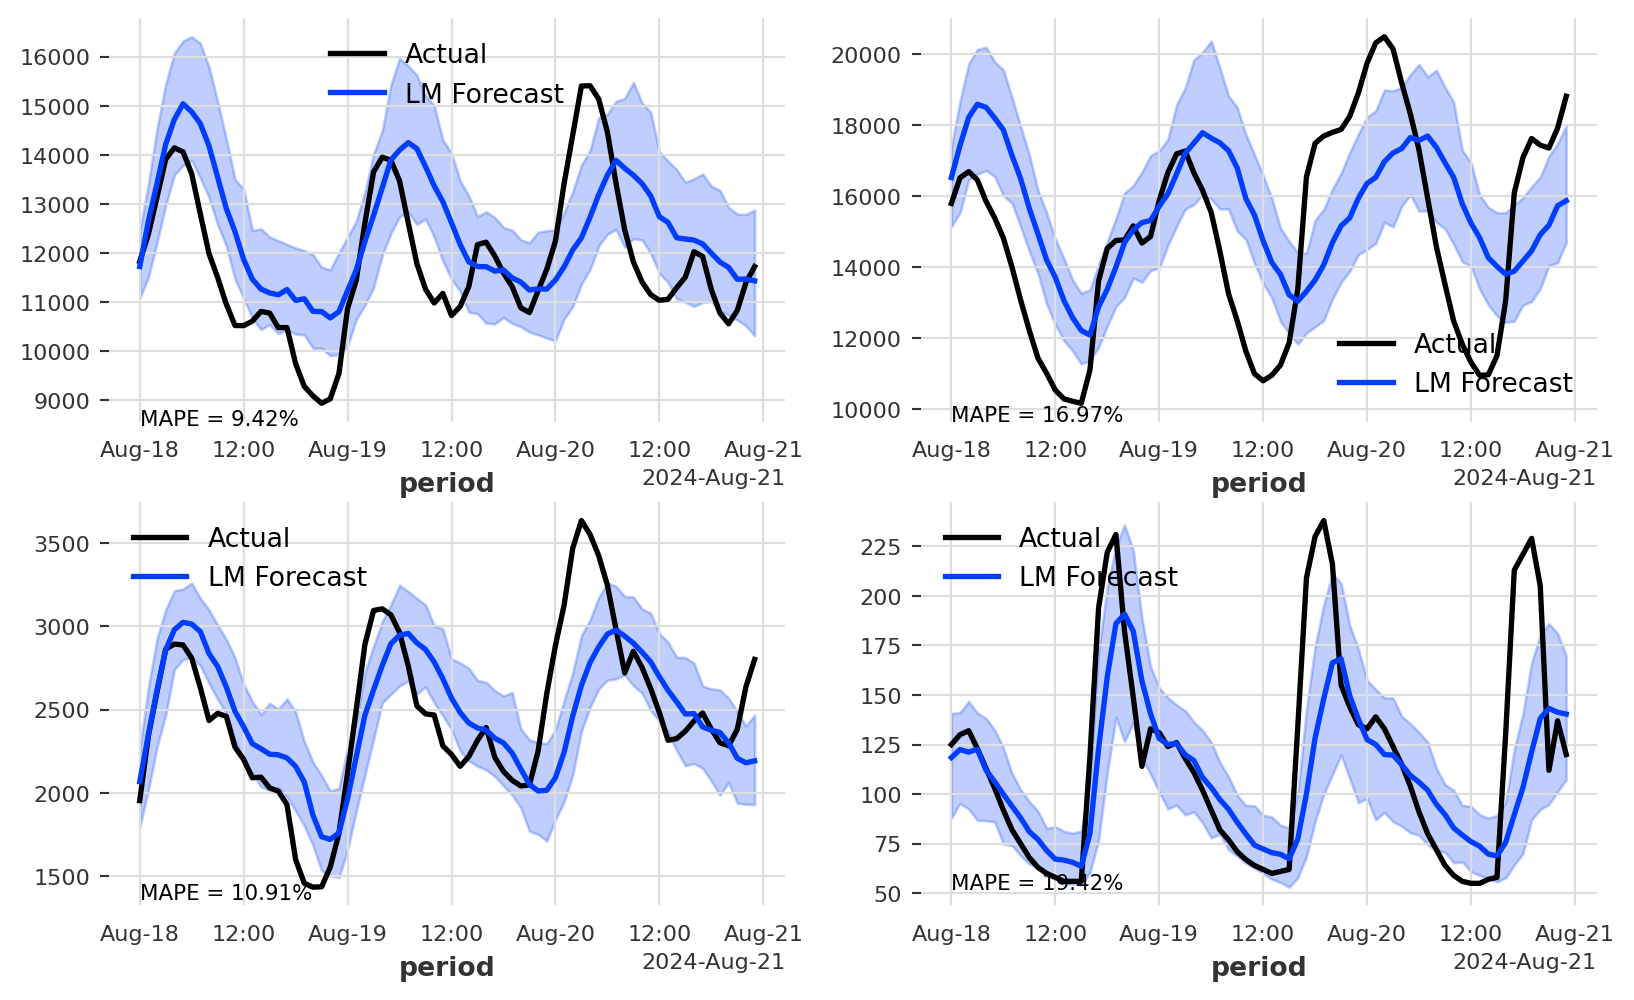 16000
15000
14000
13000
12000
11000
10000
9000
Actual
LM Forecast
MAPE = 9.42%
Aug-18 12:00 Aug-19 12:00 Aug-20 12:00 Aug-21
2024-Aug-21
period
20000
18000
16000
14000
12000
10000
Actual
LM Forecast
MAPE = 16.97%
Aug-18 12:00 Aug-19 12:00 Aug-20 12:00 Aug-21
2024-Aug-21
period
3500
3000
2500
2000
1500
Actual
LM Forecast
MAPE = 10.91%
Aug-18 12:00 Aug-19 12:00 Aug-20 12:00 Aug-21
2024-Aug-21
period
225
200
175
150
125
100
75
50
Actual
LM Forecast
MAPE = 19.42%
Aug-18 12:00 Aug-19 12:00 Aug-20 12:00 Aug-21
2024-Aug-21
period